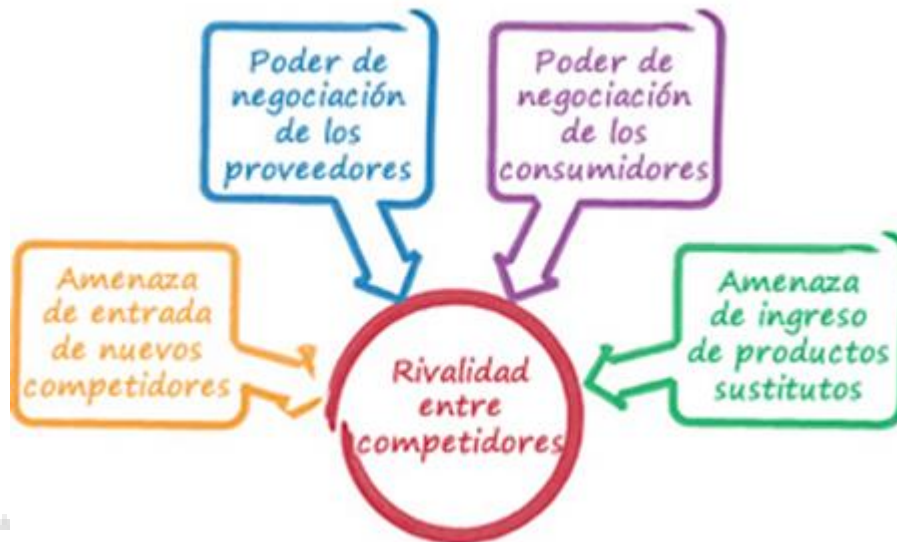 Poder de
negociación
de los
proveedores
Poder de
negociación
de los
consumidores
Amenaza
de entrada
de nuevos
competidores
Amenaza
de ingreso
de productos
sustitutos
Rivalidad
entre
competidores